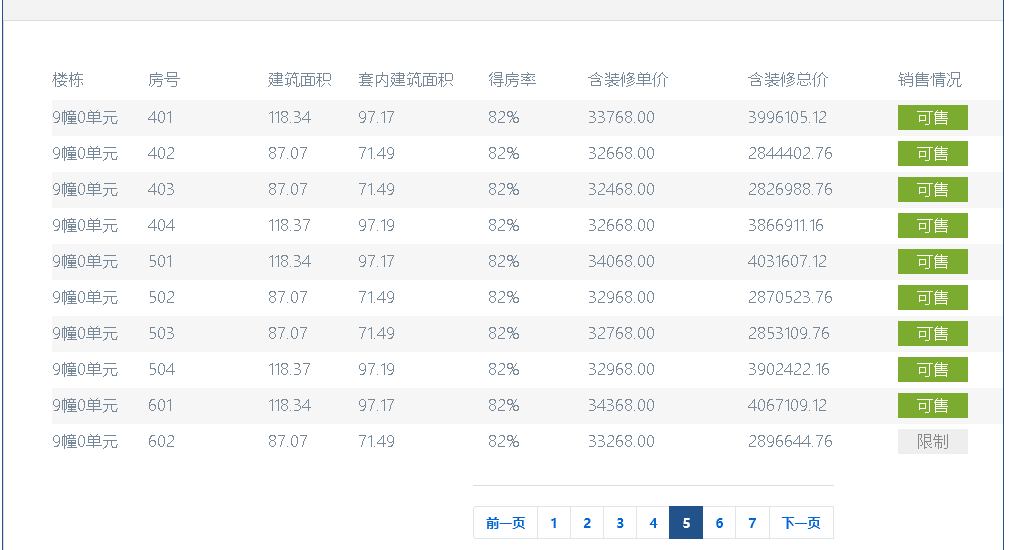 楼栋 房号 建筑面积 套内建筑面积 得房率 含装修单价 含装修总价 销售情况
9幢0单元 401 118.34 97.17 82% 33768.00 3996105.12 可售
9幢0单元 402 87.07 71.49 82% 32668.00 2844402.76 可售
9幢0单元 403 87.07 71.49 82% 32468.00 2826988.76 可售
9幢0单元 404 118.37 97.19 82% 32668.00 3866911.16 可售
9幢0单元 501 118.34 97.17 82% 34068.00 4031607.12 可售
9幢0单元 502 87.07 71.49 82% 32968.00 2870523.76 可售
9幢0单元 503 87.07 71.49 82% 32768.00 2853109.76 可售
9幢0单元 504 118.37 97.19 82% 32968.00 3902422.16 可售
9幢0单元 601 118.34 97.17 82% 34368.00 4067109.12 可售
9幢0单元 602 87.07 71.49 82% 33268.00 2896644.76 限制
前一页 1 2 3 4 5 6 7 下一页